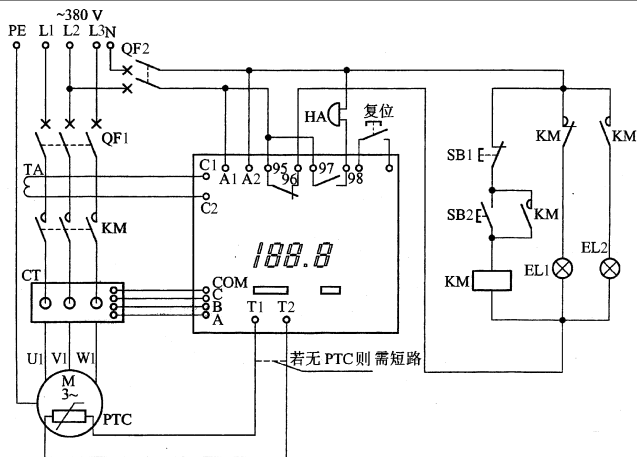 ~380 V
PE L1 L2 L3 N
QF2
QF1
TA
KM
CT
U1 V1 W1
M
3~
PTC
C1
C2
A1 A2 95 96 97 98
HA
复位
188.8
COM
C
B
A
T1 T2
若无 PTC 则需短路
SB1
SB2
KM
KM
KM
KM
EL1
EL2